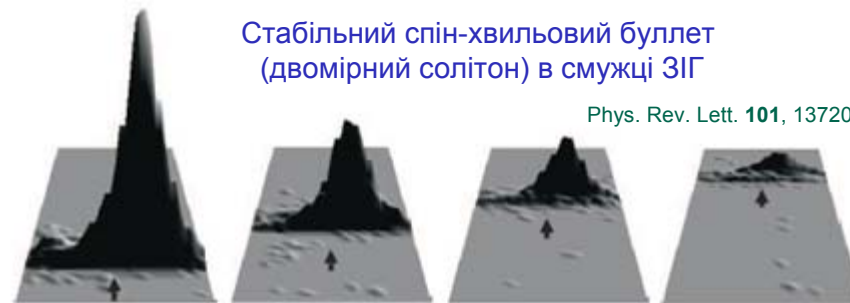 Стабільний спін-хвильовий буллет
(двомірний солітон) в смужці ЗІГ
Phys. Rev. Lett. 101, 13720